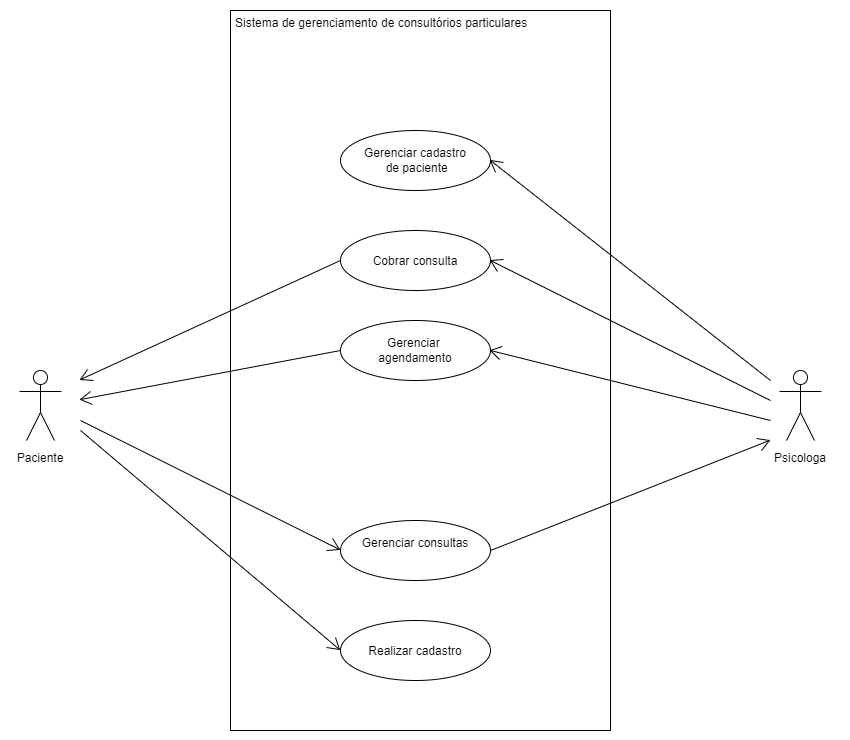 Sistema de gerenciamento de consultórios particulares
Gerenciar cadastro
de paciente
Cobrar consulta
Gerenciar
agendamento
Paciente
Psicologa
Gerenciar consultas
Realizar cadastro